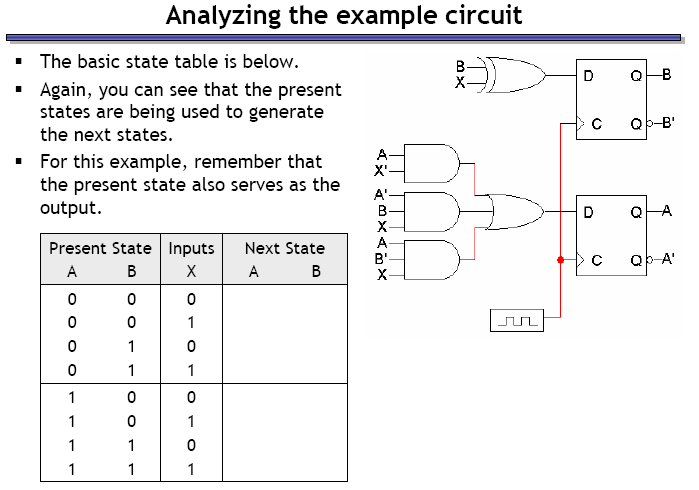 Analyzing the example circuit
▪ The basic state table is below.
▪ Again, you can see that the present
states are being used to generate
the next states.
▪ For this example, remember that
the present state also serves as the
output.
Present State Inputs Next State
A B X A B
0 0 0
0 0 1
0 1 0
0 1 1
1 0 0
1 0 1
1 1 0
1 1 1
B
X
D Q B
C Q B'
A
X'
A'
B
X
A
B'
X
D Q A
C Q A'